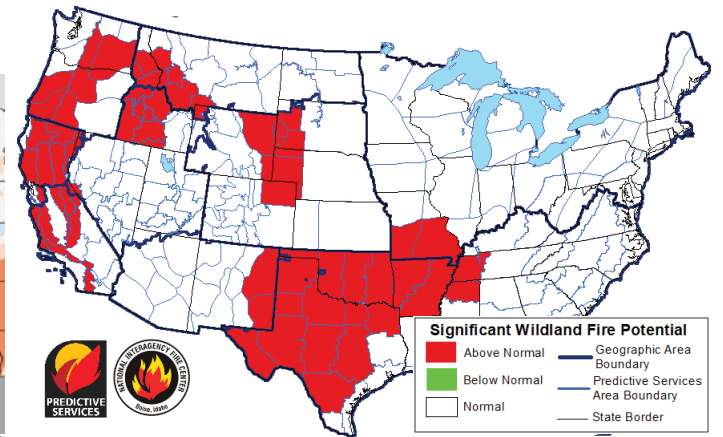 Significant Wildland Fire Potential
Above Normal
Below Normal
Normal
Geographic Area
Boundary
Predictive Services
Area Boundary
State Border
PREDICTIVE
SERVICES
NATIONAL INTERAGENCY FIRE CENTER
Boise, Idaho